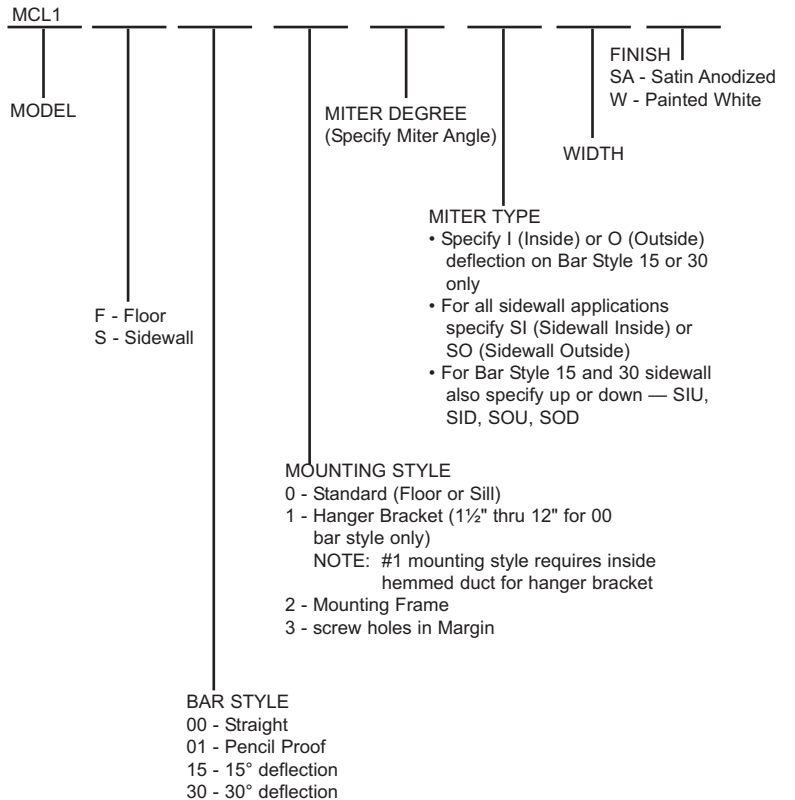 MCL1
MODEL
F - Floor
S - Sidewall
BAR STYLE
00 - Straight
01 - Pencil Proof
15 - 15° deflection
30 - 30° deflection
MOUNTING STYLE
0 - Standard (Floor or Sill)
1 - Hanger Bracket (1½" thru 12" for 00
bar style only)
NOTE: #1 mounting style requires inside
hemmed duct for hanger bracket
2 - Mounting Frame
3 - screw holes in Margin
MITER DEGREE
(Specify Miter Angle)
MITER TYPE
• Specify I (Inside) or O (Outside)
deflection on Bar Style 15 or 30
only
• For all sidewall applications
specify SI (Sidewall Inside) or
SO (Sidewall Outside)
• For Bar Style 15 and 30 sidewall
also specify up or down — SIU,
SID, SOU, SOD
WIDTH
FINISH
SA - Satin Anodized
W - Painted White